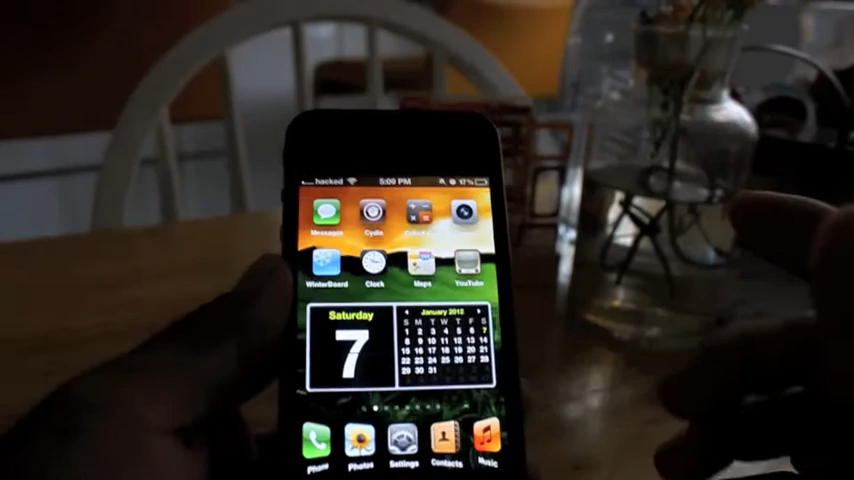 hacked 5:09 PM 17%
Messages Cydia
WinterBoard Clock Maps YouTube
Saturday
7
January 2012
S M T W T F S
1 2 3 4 5 6 7
8 9 10 11 12 13 14
15 16 17 18 19 20 21
22 23 24 25 26 27 28
29 30 31
Phone Photos Settings Contacts Music